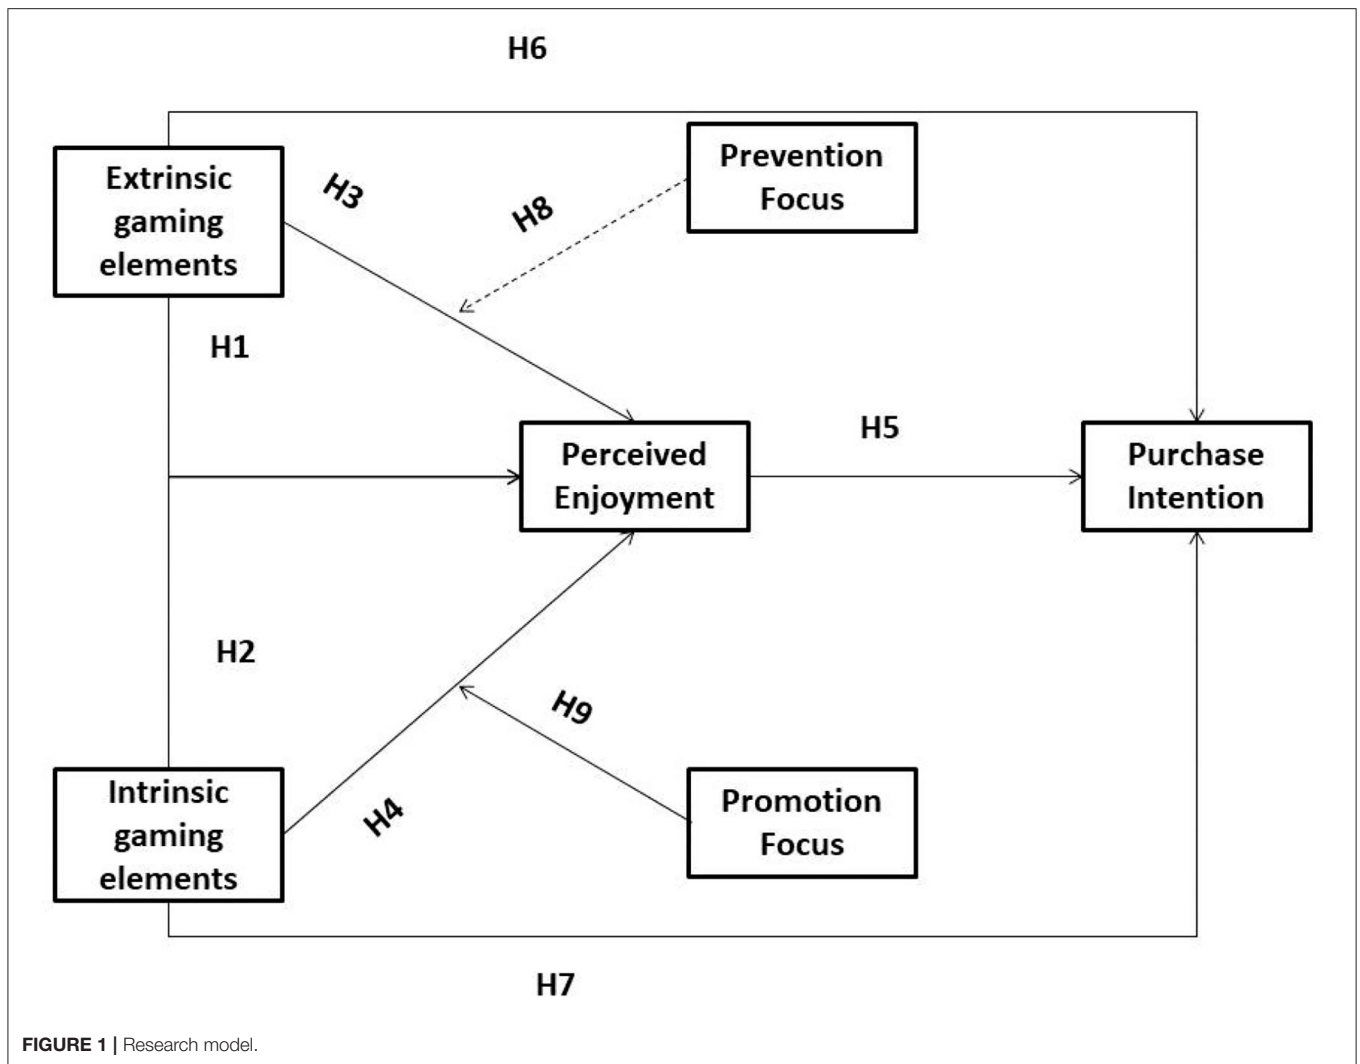 H6
Prevention
Focus
Extrinsic
gaming
elements
H3
H8
H1
H5
Perceived
Enjoyment
Purchase
Intention
H2
H9
Intrinsic
gaming
elements
H4
Promotion
Focus
H7
FIGURE 1 | Research model.